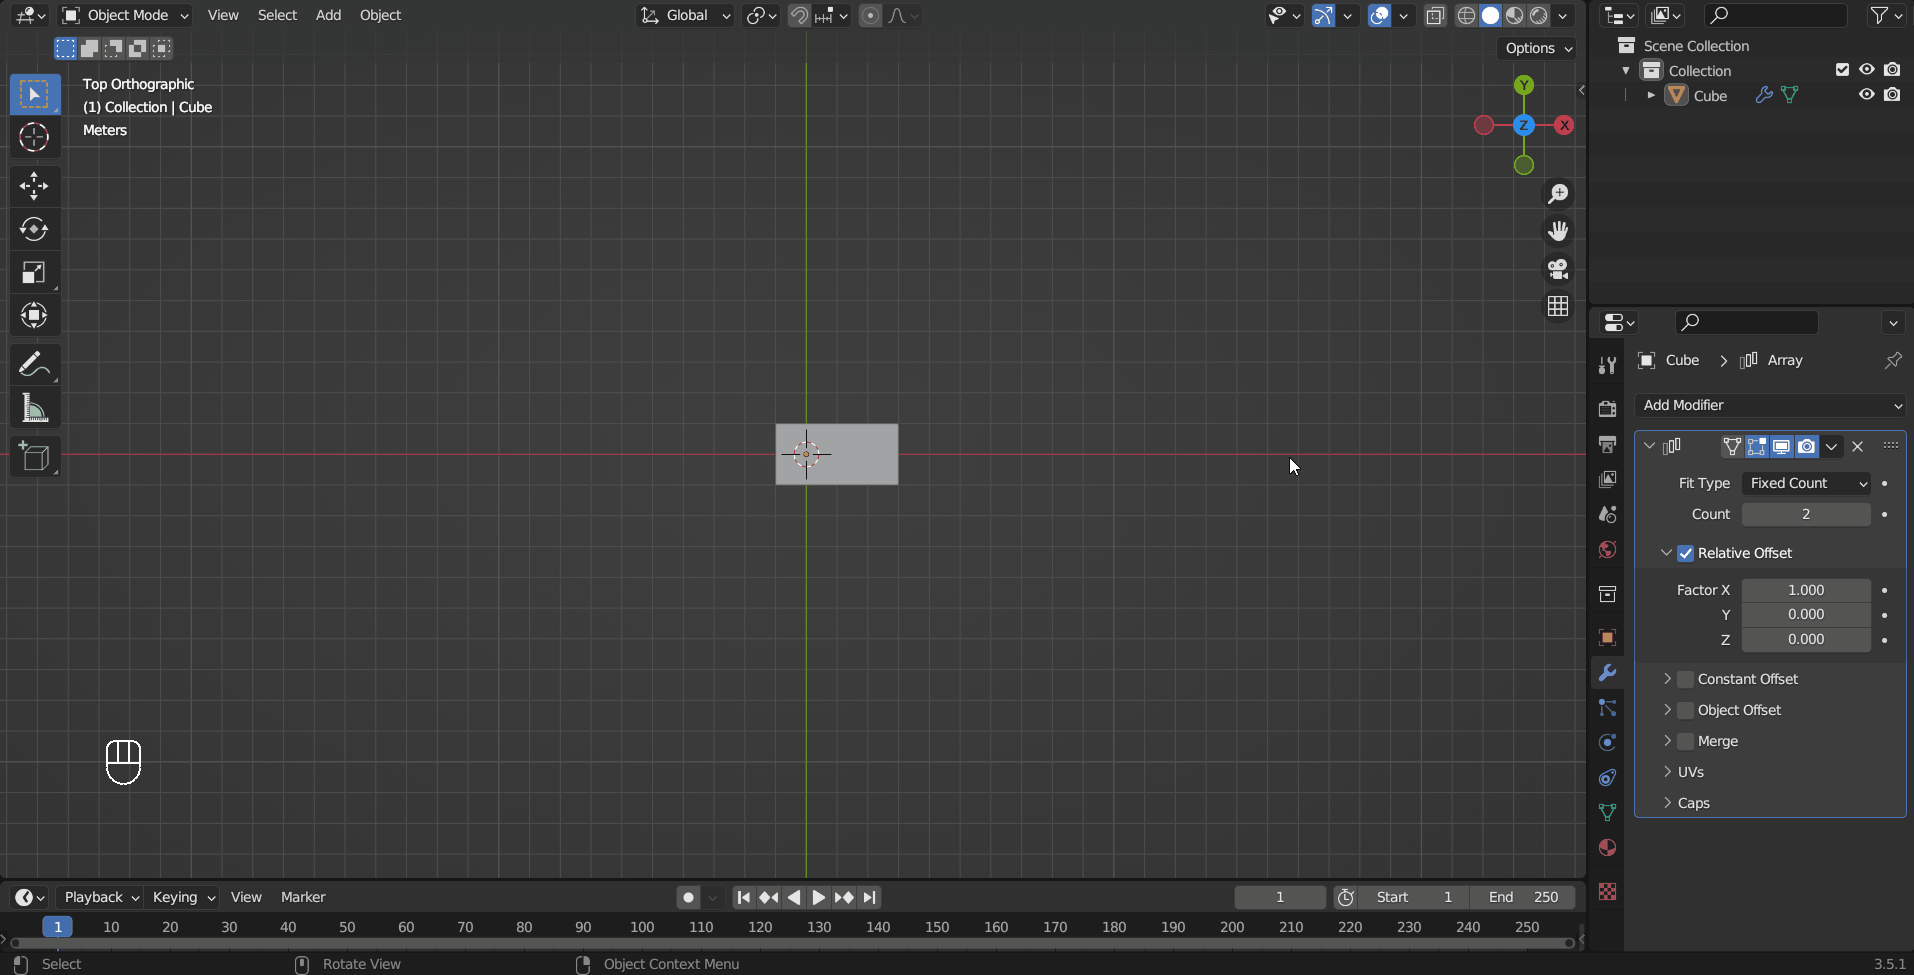 Object Mode View Select Add Object Global
Options
Top Orthographic
(1) Collection | Cube
Meters
Y
Z
X
Scene Collection
Collection
Cube
Cube > Array
Add Modifier
Fit Type Fixed Count
Count 2
Relative Offset
Factor X 1.000
Y 0.000
Z 0.000
Constant Offset
Object Offset
Merge
UVs
Caps
Playback Keying View Marker 1 Start 1 End 250
1 10 20 30 40 50 60 70 80 90 100 110 120 130 140 150 160 170 180 190 200 210 220 230 240 250
Select Rotate View Object Context Menu 3.5.1